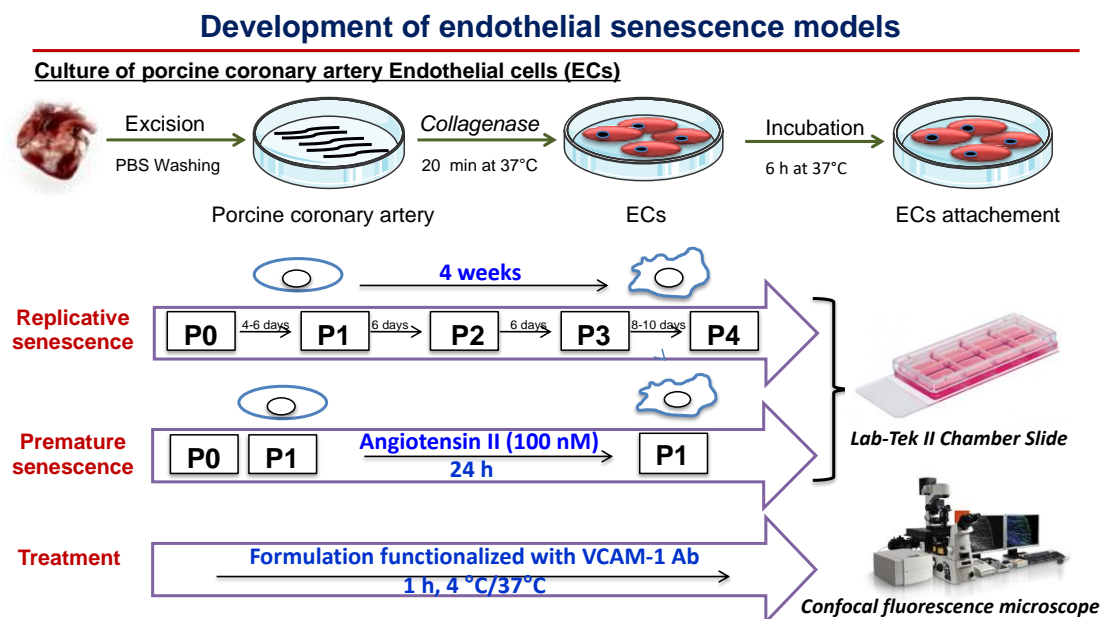 Development of endothelial senescence models
Culture of porcine coronary artery Endothelial cells (ECs)
Excision
PBS Washing
Collagenase
20 min at 37°C
Incubation
6 h at 37°C
Porcine coronary artery
ECs
ECs attachement
4 weeks
Replicative
senescence
P0
4-6 days
P1
6 days
P2
6 days
P3
8-10 days
P4
Premature
senescence
P0
P1
Angiotensin II (100 nM)
24 h
P1
Lab-Tek II Chamber Slide
Treatment
Formulation functionalized with VCAM-1 Ab
1 h, 4 °C/37°C
Confocal fluorescence microscope